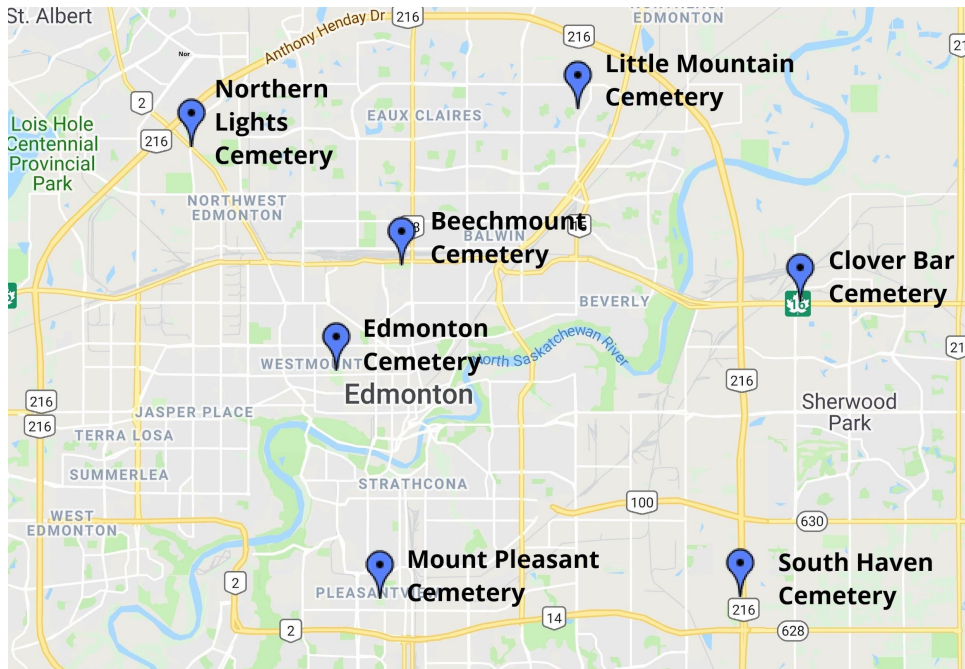 St. Albert
Anthony Henday Dr
216
NORTHEAST
EDMONTON
216
Nor
Little Mountain
Cemetery
2
Northern
Lights
Cemetery
EAUX CLAIRES
216
Lois Hole
Centennial
Provincial
Park
NORTHWEST
EDMONTON
Beechmount
Cemetery
BALWIN
Clover Bar
Cemetery
16
BEVERLY
Edmonton
Cemetery
WESTMOUNT
North Saskatchewan River
Edmonton
216
216
216
JASPER PLACE
TERRA LOSA
Sherwood
Park
SUMMERLEA
STRATHCONA
WEST
EDMONTON
100
630
Mount Pleasant
Cemetery
PLEASANTVIEW
South Haven
Cemetery
2
216
14
2
628